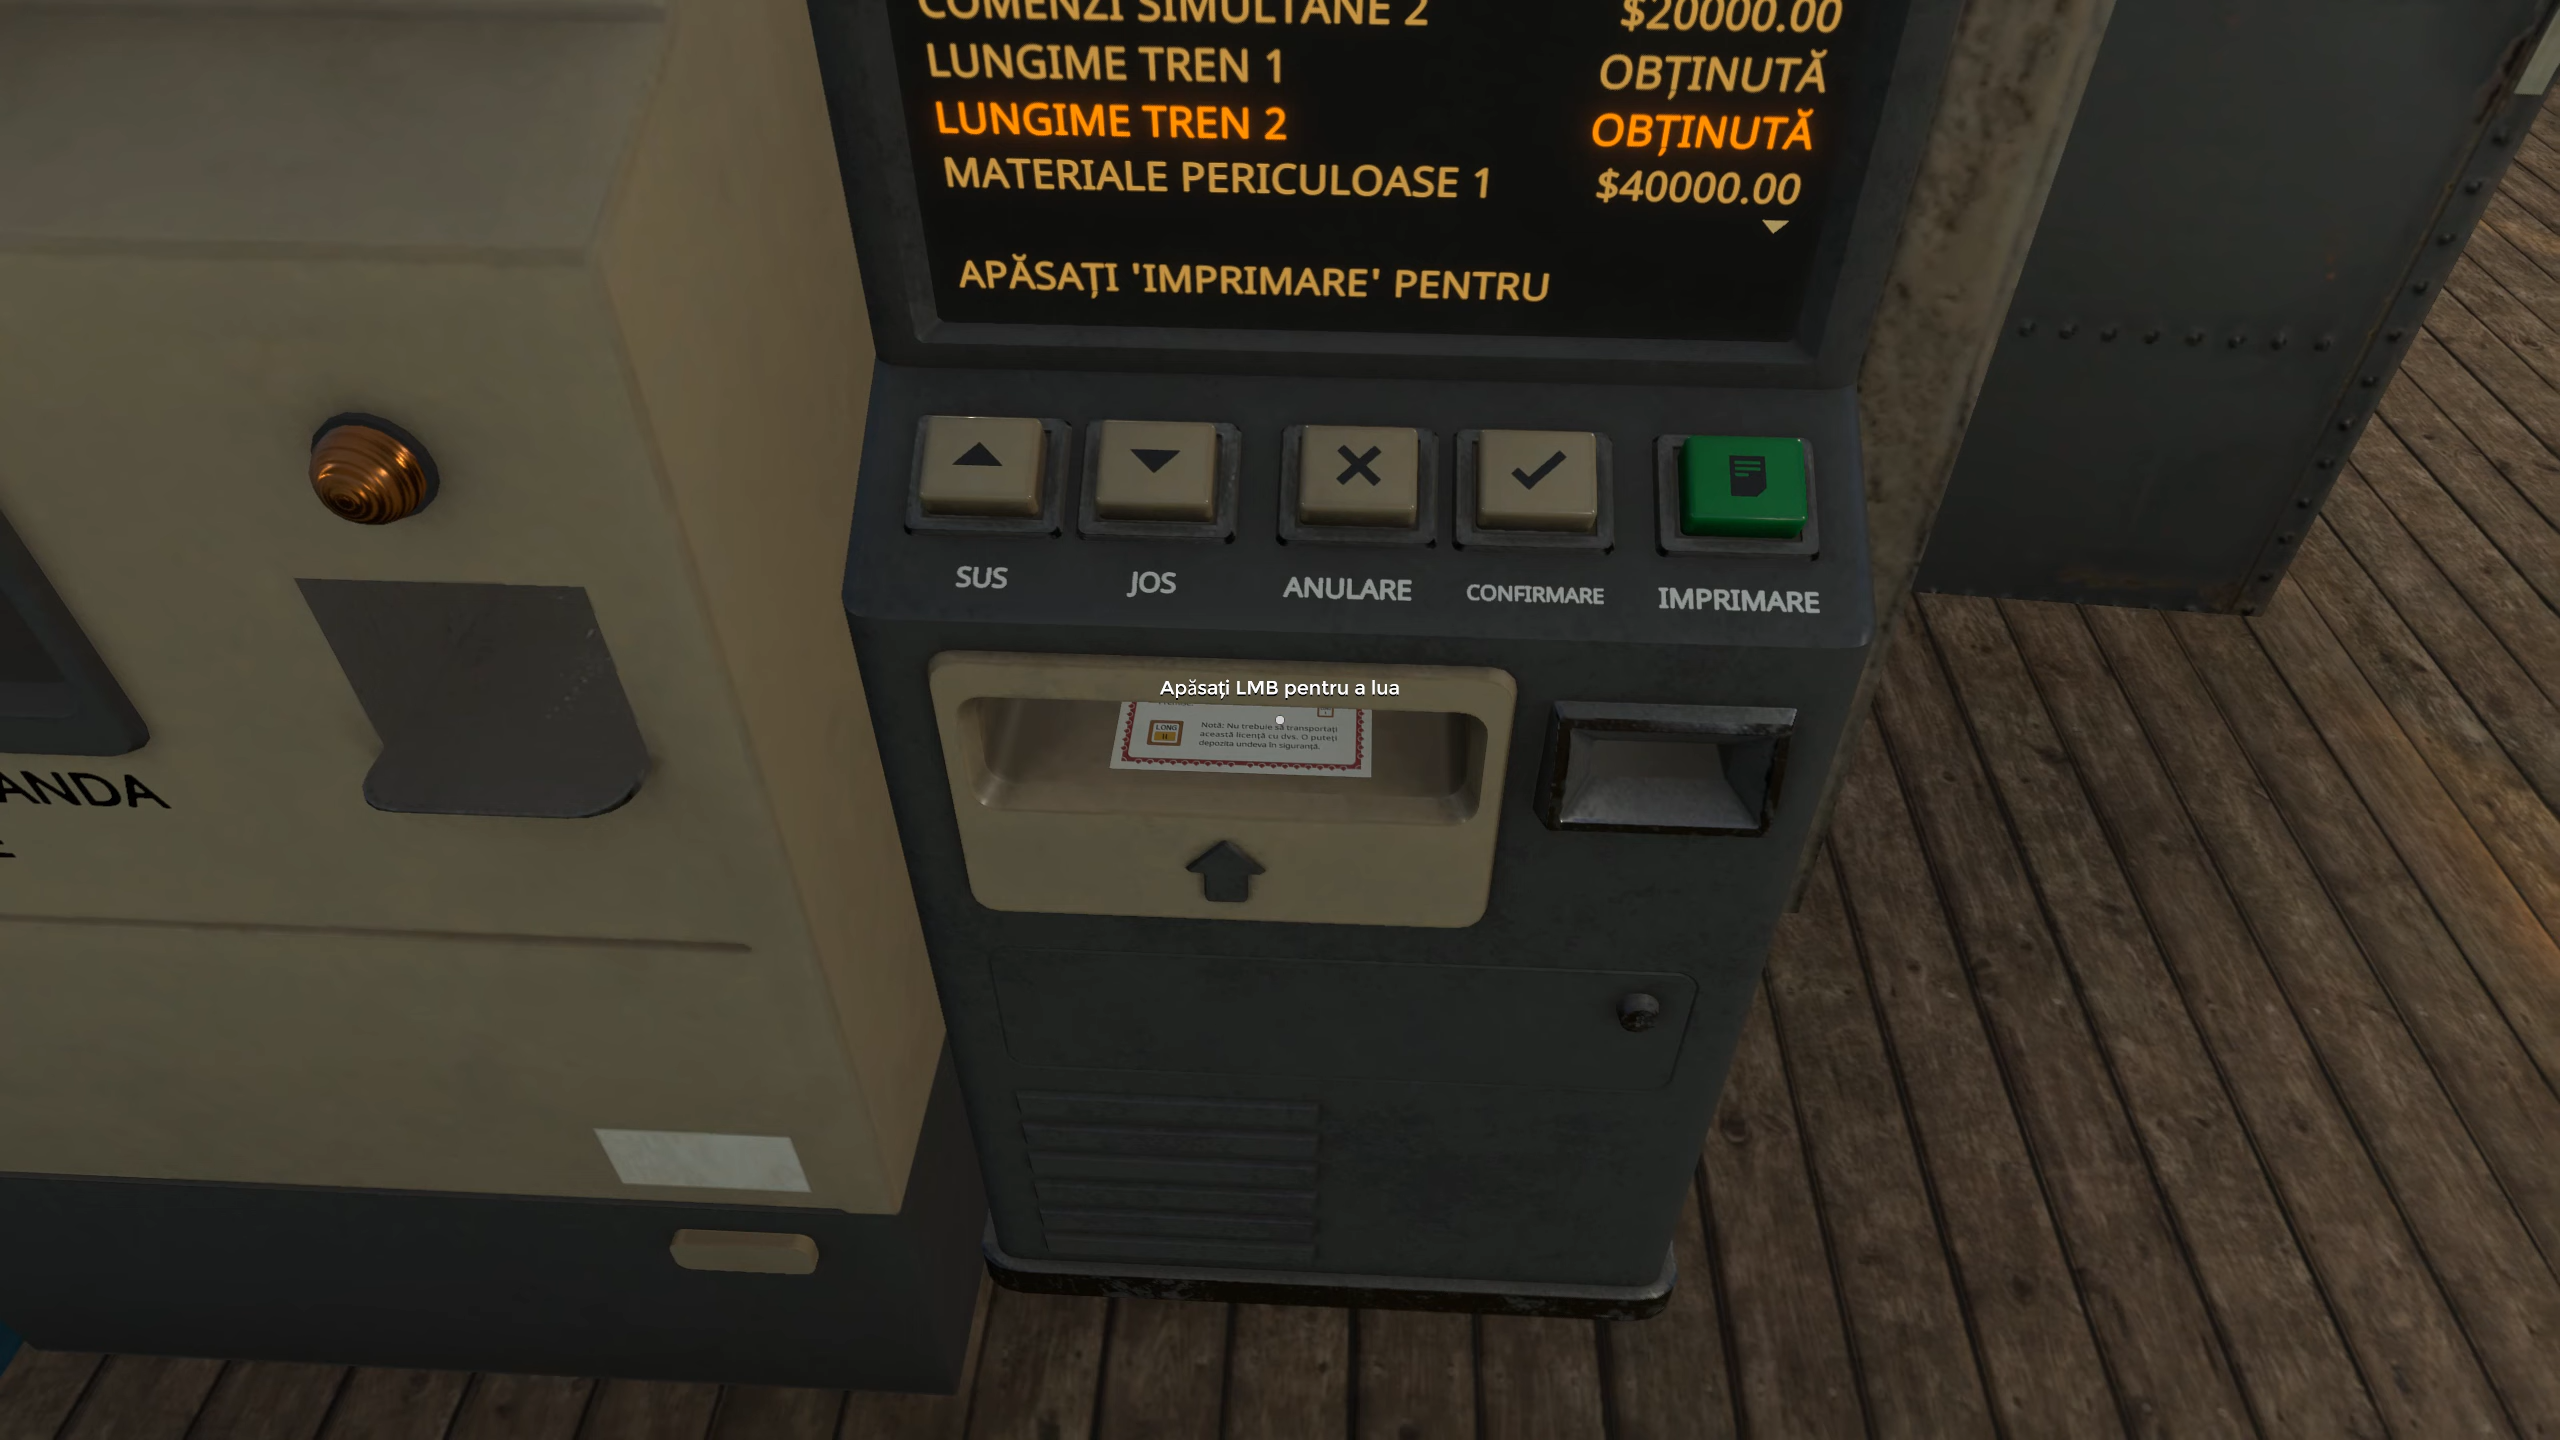 COMENZI SIMULTANE 2 $20000.00
LUNGIME TREN 1 OBȚINUTĂ
LUNGIME TREN 2 OBȚINUTĂ
MATERIALE PERICULOASE 1 $40000.00
APĂSAȚI 'IMPRIMARE' PENTRU
SUS JOS ANULARE CONFIRMARE IMPRIMARE
Apăsați LMB pentru a lua
LONG
II
Notă: Nu trebuie să transportați
această licență cu dvs. O puteți
depozita undeva în siguranță.
ANDA